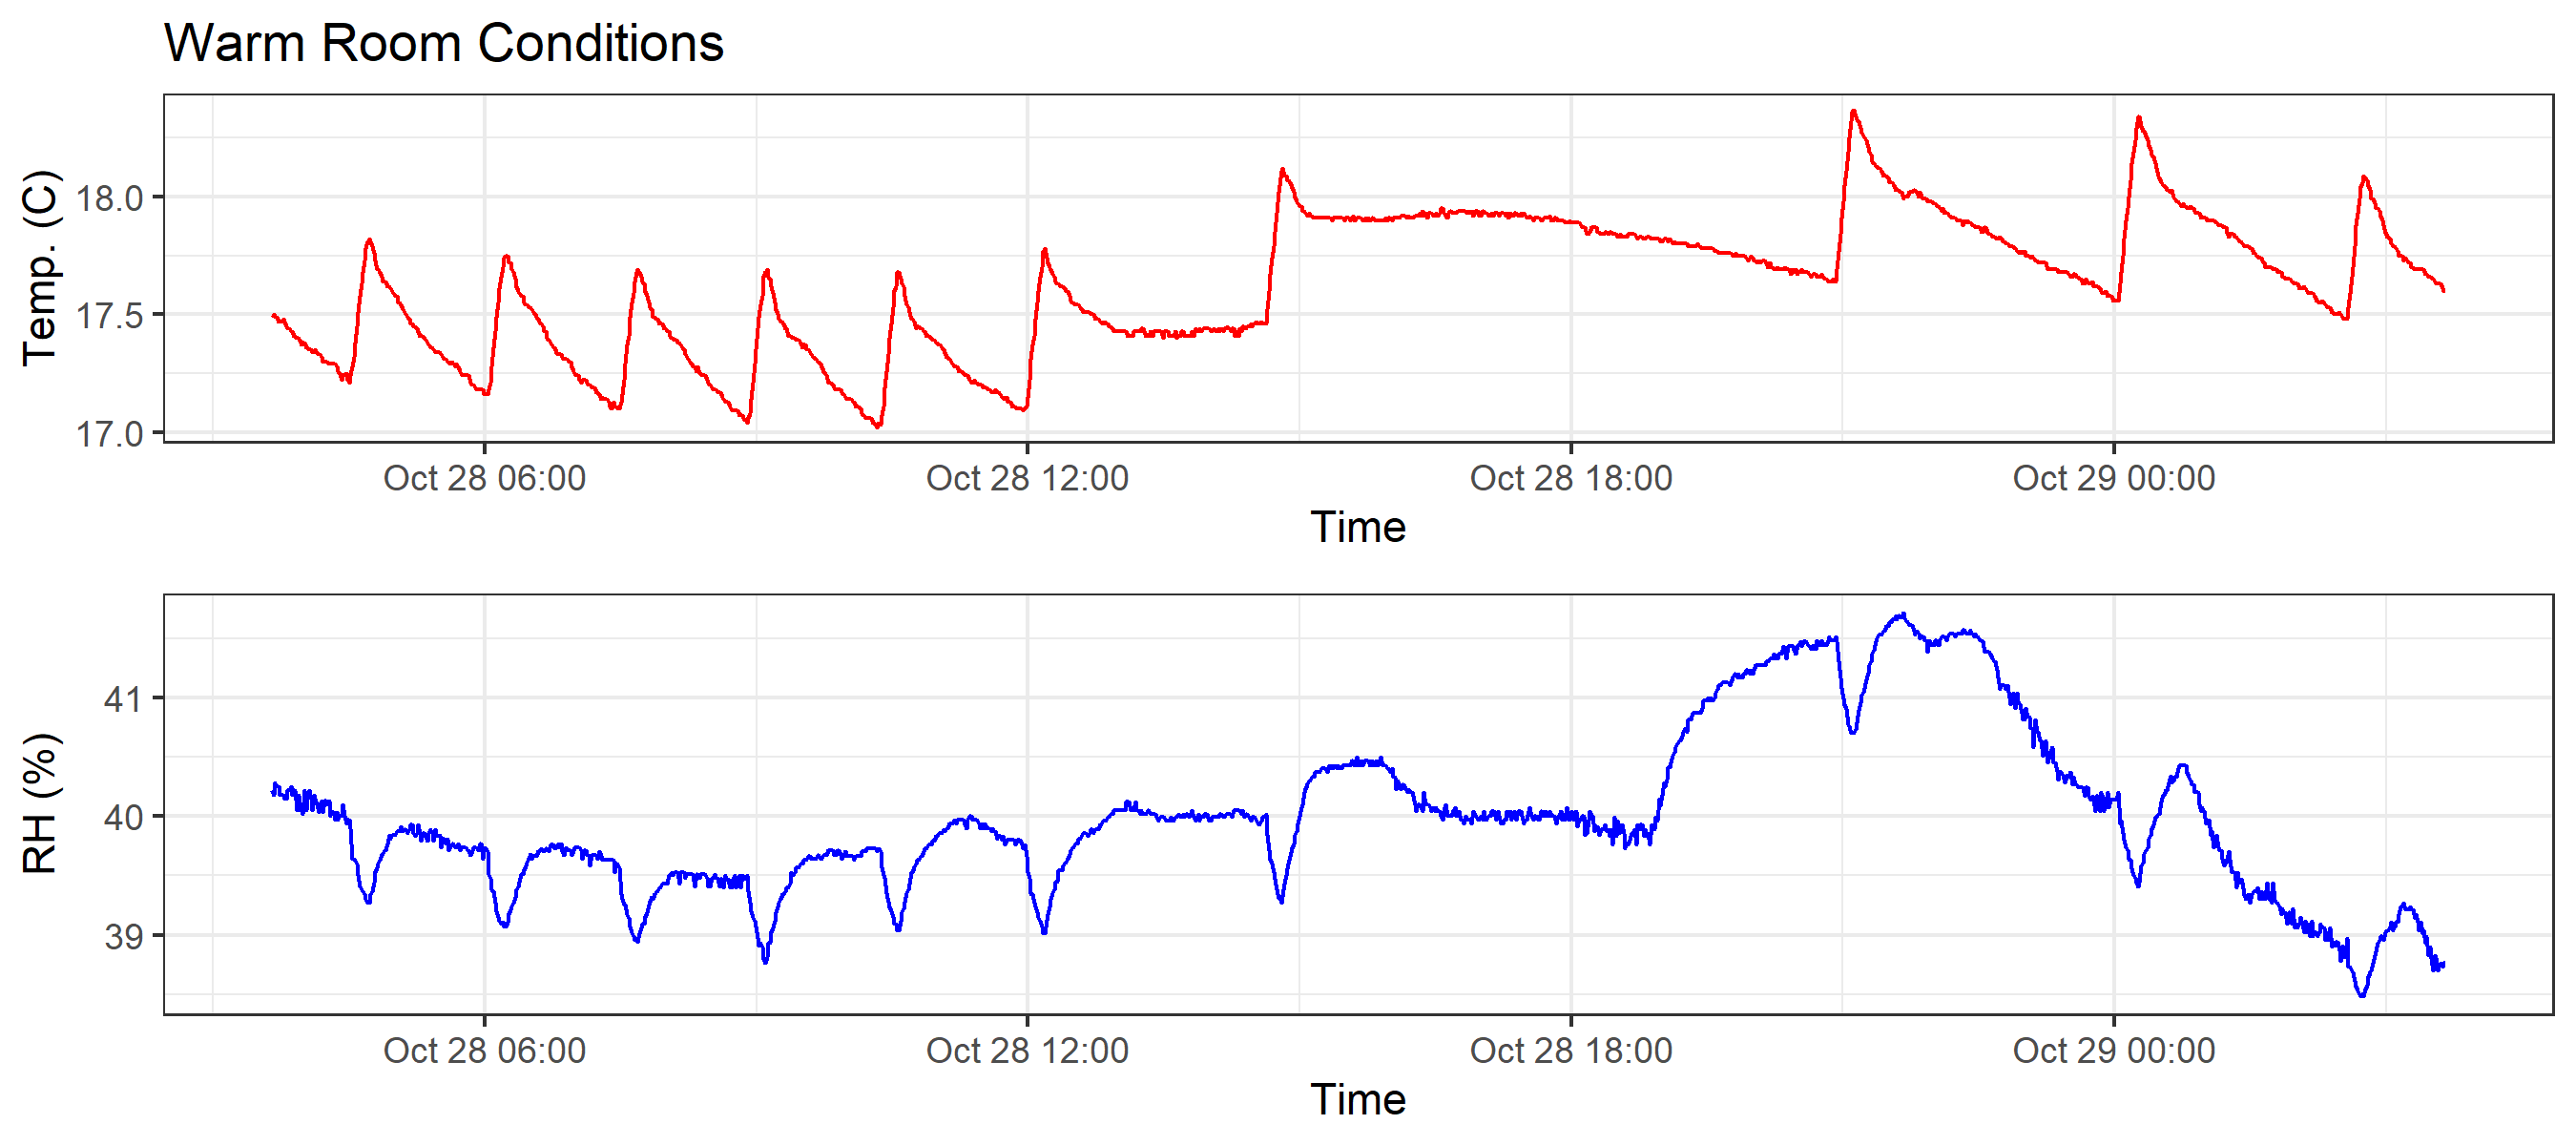 Warm Room Conditions
Temp. (C)
18.0
17.5
17.0
Oct 28 06:00 Oct 28 12:00 Oct 28 18:00 Oct 29 00:00
Time
RH (%)
41
40
39
Oct 28 06:00 Oct 28 12:00 Oct 28 18:00 Oct 29 00:00
Time